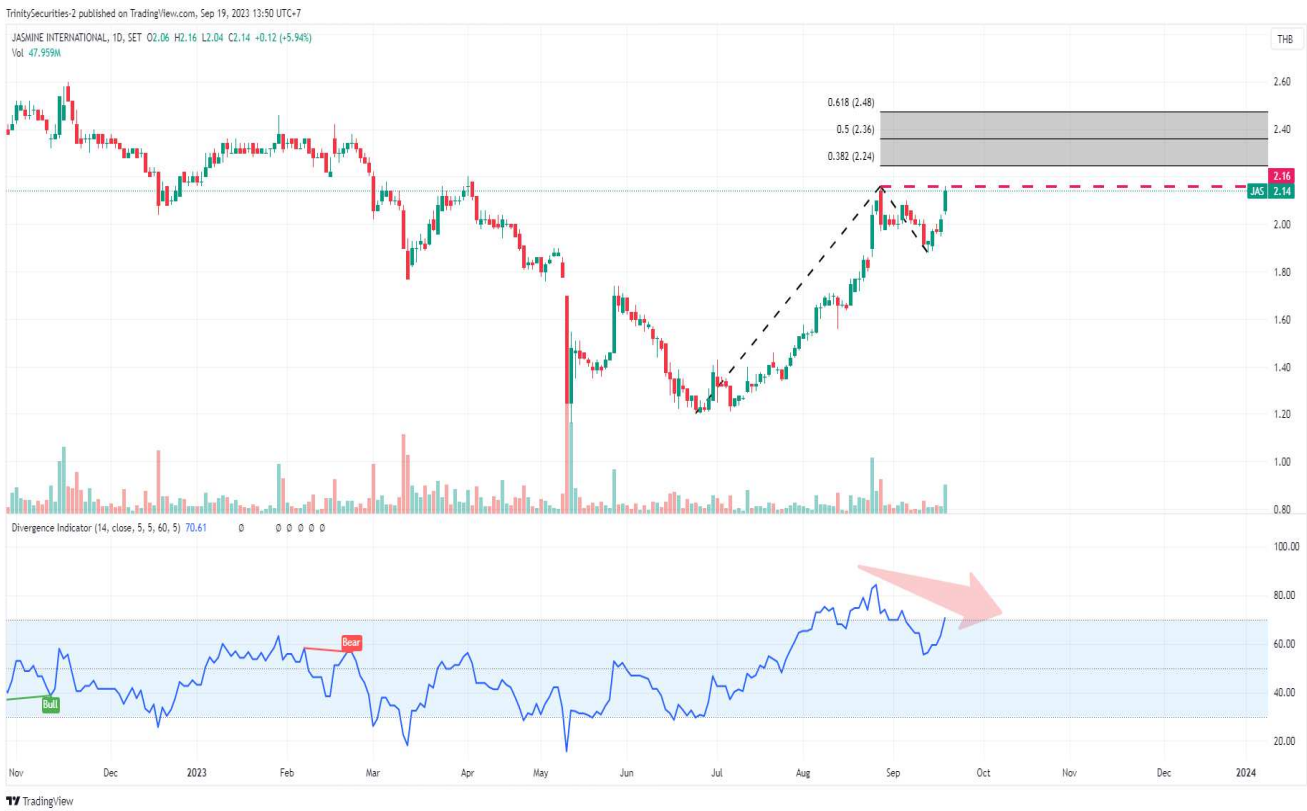 TrinitySecurities-2 published on TradingView.com, Sep 19, 2023 13:50 UTC+7
JASMINE INTERNATIONAL, 1D, SET O2.06 H2.16 L2.04 C2.14 +0.12 (+5.94%)
Vol 47.959M
THB
2.60
0.618 (2.48)
2.40
0.5 (2.36)
0.382 (2.24)
2.16
JAS 2.14
2.00
1.80
1.60
1.40
1.20
1.00
0.80
Divergence Indicator (14, close, 5, 5, 60, 5) 70.61 Ø Ø Ø Ø Ø Ø
100.00
80.00
60.00
Bear
40.00
Bull
20.00
Nov Dec 2023 Feb Mar Apr May Jun Jul Aug Sep Oct Nov Dec 2024
TradingView